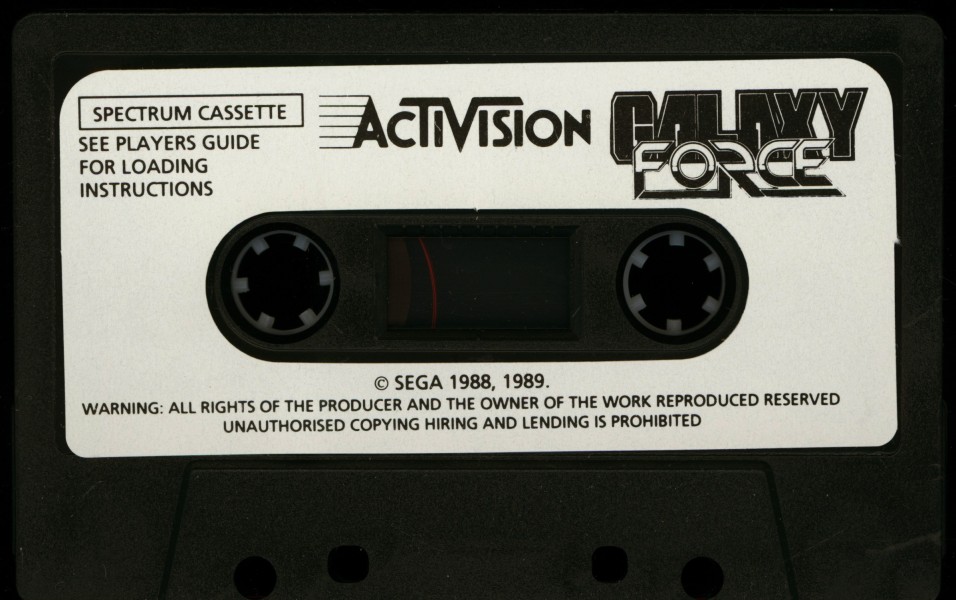 SPECTRUM CASSETTE
SEE PLAYERS GUIDE
FOR LOADING
INSTRUCTIONS
ACTIVISION
GALAXY
FORCE
© SEGA 1988, 1989.
WARNING: ALL RIGHTS OF THE PRODUCER AND THE OWNER OF THE WORK REPRODUCED RESERVED
UNAUTHORISED COPYING HIRING AND LENDING IS PROHIBITED